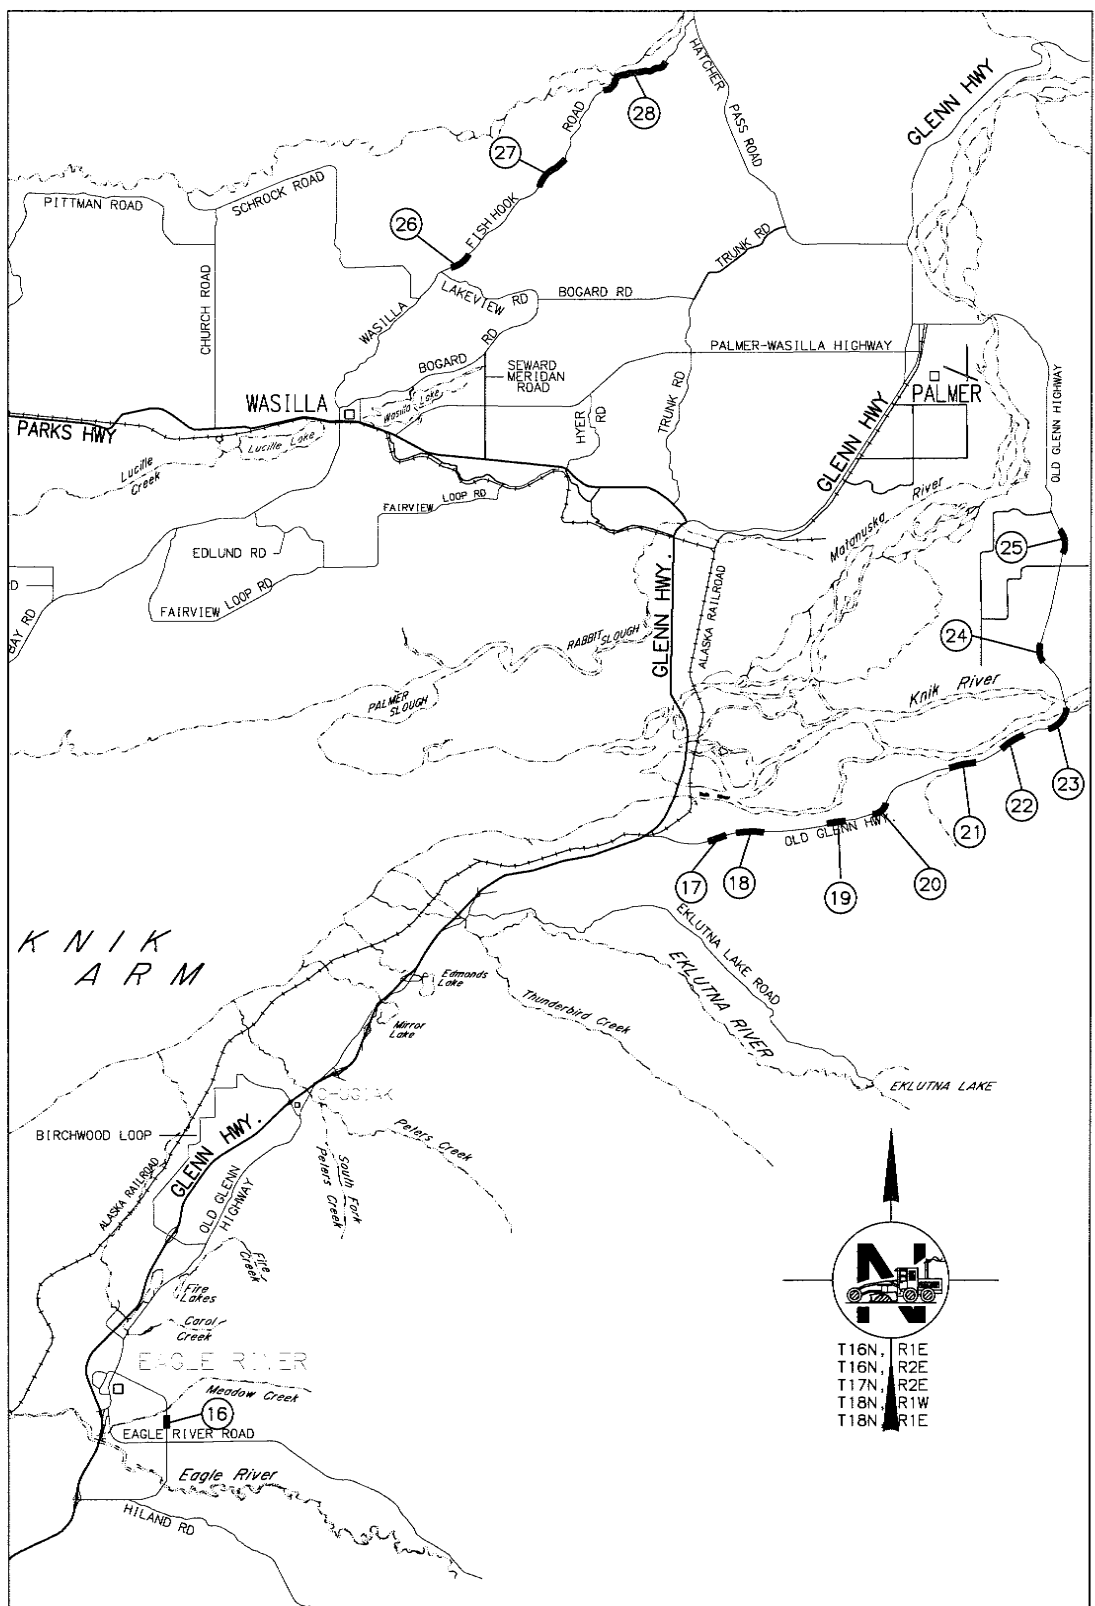 HATCHER
PASS ROAD
GLENN HWY
28
ROAD
27
FISH HOOK
26
WASILLA
PITTMAN ROAD
SCHROCK ROAD
CHURCH ROAD
TRUNK RD
LAKEVIEW RD
BOGARD RD
BOGARD
RD
SEWARD
MERIDAN
ROAD
PALMER-WASILLA HIGHWAY
PALMER
OLD GLENN HIGHWAY
WASILLA
Wasilla Lake
PARKS HWY
Lucille Lake
Lucille
Creek
HYER
RD
TRUNK RD
GLENN HWY
FAIRVIEW
LOOP RD
Matanuska River
25
EDLUND RD
D
FAIRVIEW LOOP RD
BAY RD
GLENN HWY.
ALASKA RAILROAD
RABBIT SLOUGH
24
PALMER
SLOUGH
Knik River
23
22
21
20
OLD GLENN HWY.
19
18
17
KNIK
ARM
EKLUTNA LAKE ROAD
EKLUTNA RIVER
Edmonds
Lake
Mirror
Lake
Thunderbird Creek
EKLUTNA LAKE
CHUGIAK
BIRCHWOOD LOOP
GLENN HWY.
Peters Creek
South Fork
Peters Creek
ALASKA RAILROAD
OLD GLENN
HIGHWAY
Fire
Creek
Fire
Lakes
Carol
Creek
EAGLE RIVER
Meadow Creek
16
EAGLE RIVER ROAD
Eagle River
HILAND RD
N
T16N, R1E
T16N, R2E
T17N, R2E
T18N, R1W
T18N, R1E